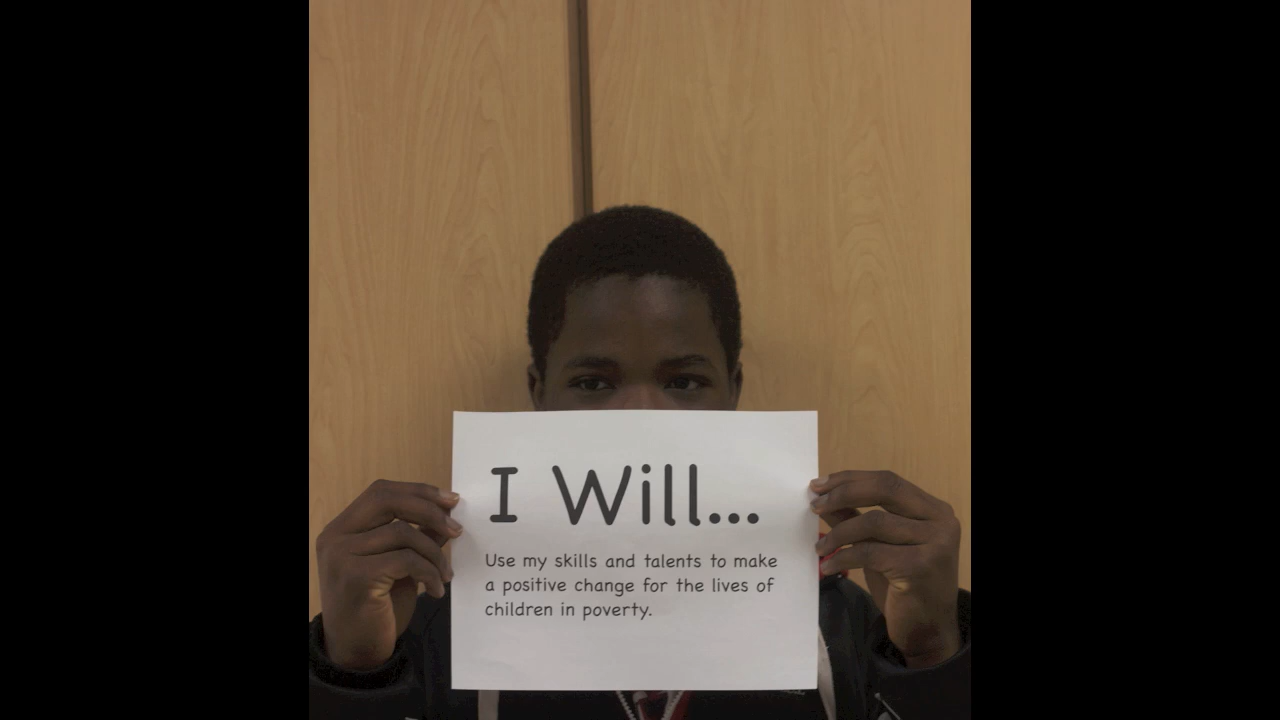 I Will...
Use my skills and talents to make
a positive change for the lives of
children in poverty.